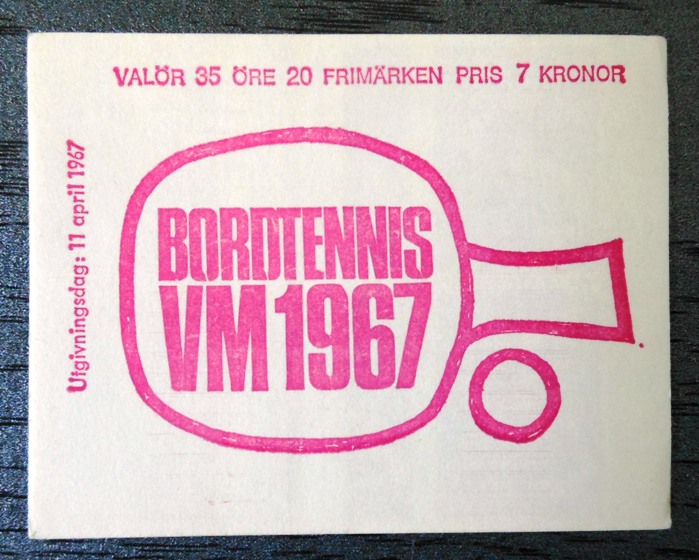 VALÖR 35 ÖRE 20 FRIMÄRKEN PRIS 7 KRONOR
Utgivningsdag: 11 april 1967
BORDTENNIS
VM 1967